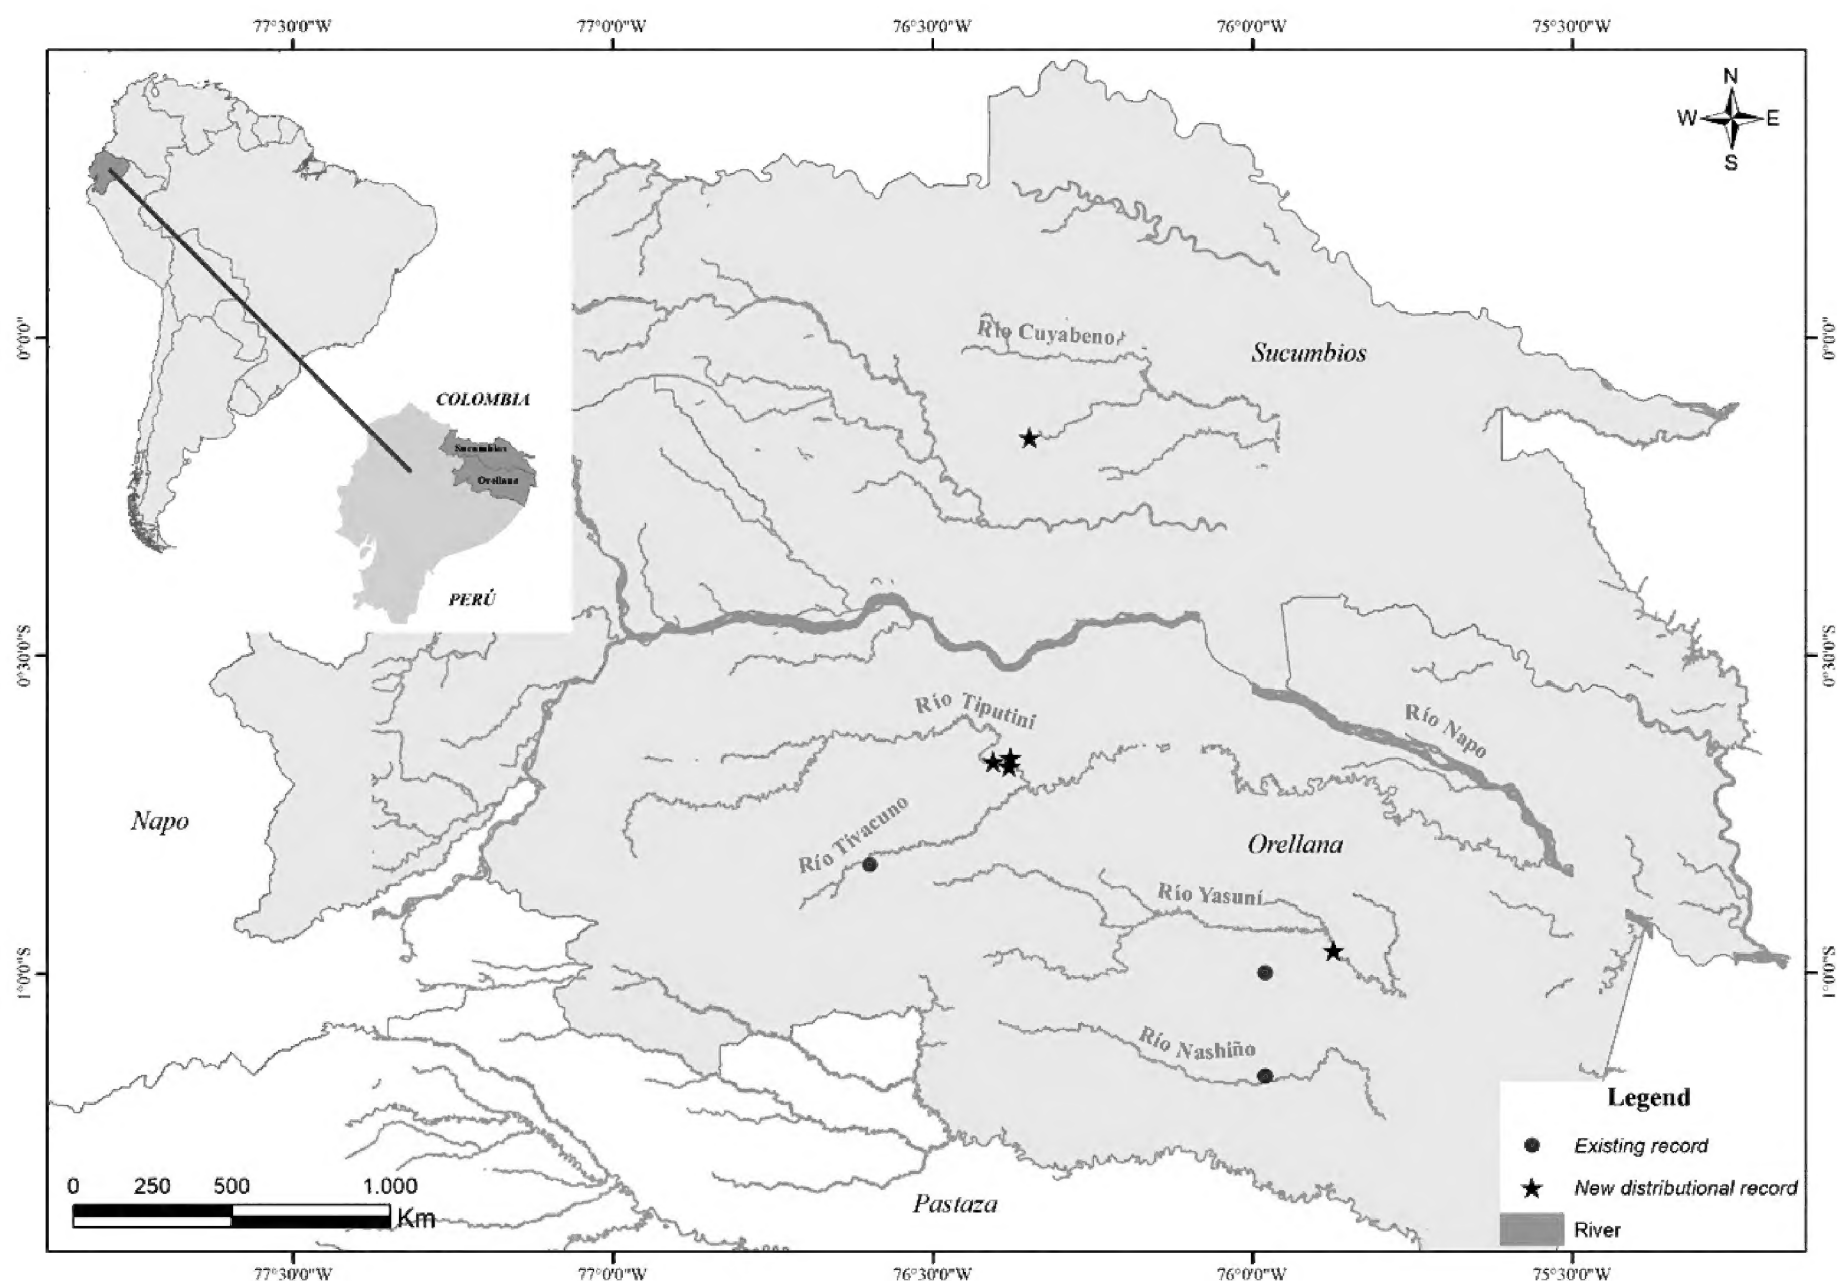 77°30'0"W 77°0'0"W 76°30'0"W 76°0'0"W 75°30'0"W
N
W E
S
0°0'0" 0°0'0"
Río Cuyabeno
Sucumbios
COLOMBIA
Sucumbios
Orellana
PERÚ
0°30'0"S 0°30'0"S
Río Tiputini
Río Napo
Napo
Río Tivacuno
Orellana
Río Yasuní
1°0'0"S 1°0'0"S
Río Nashiño
Legend
Existing record
New distributional record
River
0 250 500 1.000
Km
Pastaza
77°30'0"W 77°0'0"W 76°30'0"W 76°0'0"W 75°30'0"W